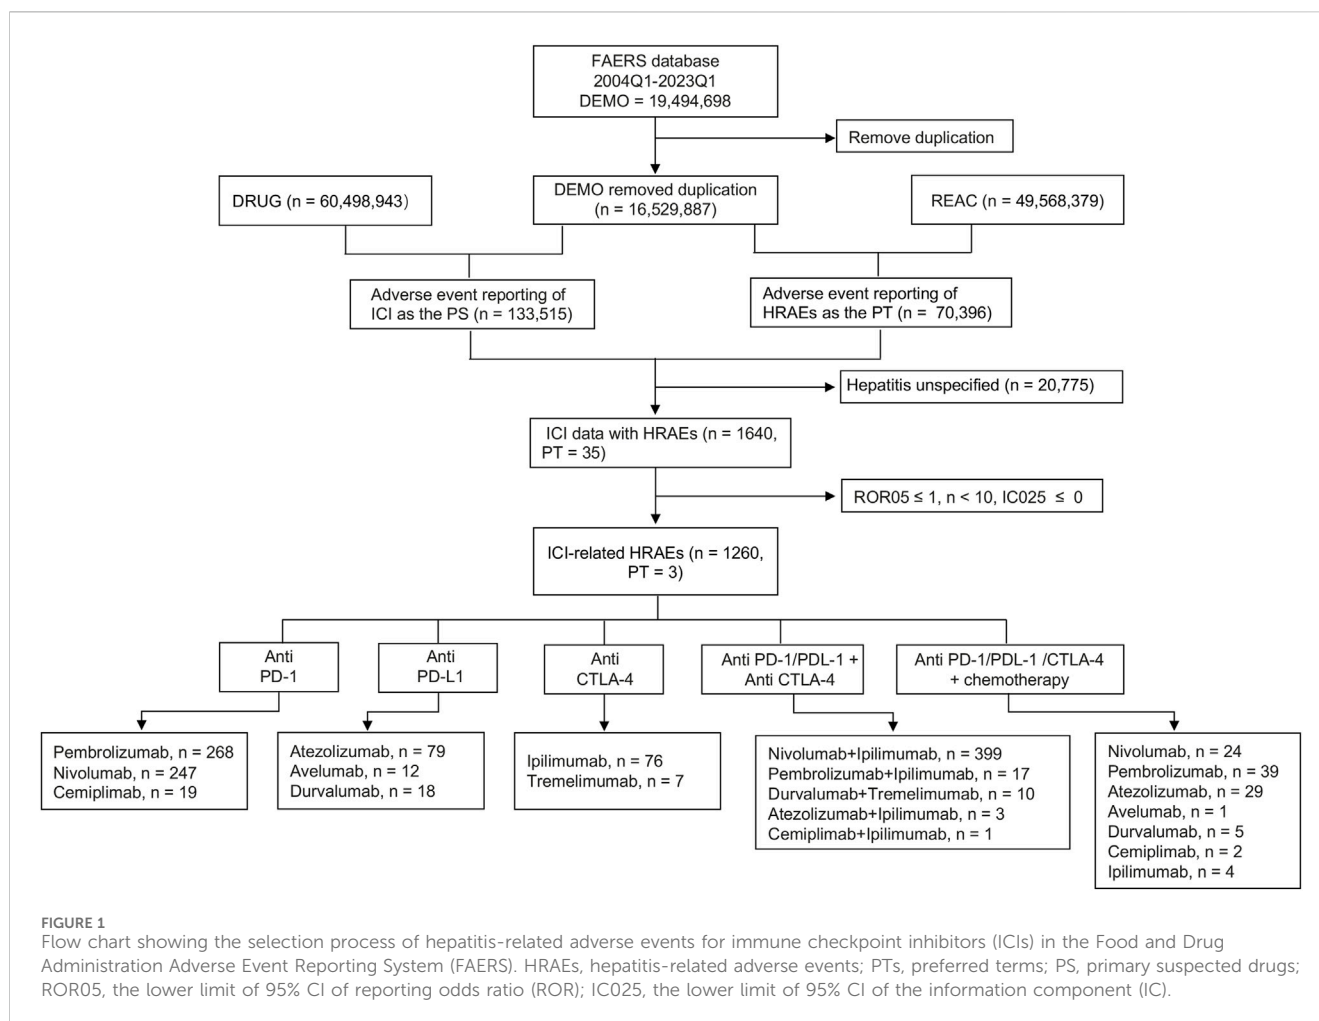 FAERS database
2004Q1-2023Q1
DEMO = 19,494,698
Remove duplication
DRUG (n = 60,498,943)
DEMO removed duplication
(n = 16,529,887)
REAC (n = 49,568,379)
Adverse event reporting of
ICI as the PS (n = 133,515)
Adverse event reporting of
HRAEs as the PT (n = 70,396)
Hepatitis unspecified (n = 20,775)
ICI data with HRAEs (n = 1640,
PT = 35)
ROR05 ≤ 1, n < 10, IC025 ≤ 0
ICI-related HRAEs (n = 1260,
PT = 3)
Anti
PD-1
Anti
PD-L1
Anti
CTLA-4
Anti PD-1/PDL-1 +
Anti CTLA-4
Anti PD-1/PDL-1 /CTLA-4
+ chemotherapy
Pembrolizumab, n = 268
Nivolumab, n = 247
Cemiplimab, n = 19
Atezolizumab, n = 79
Avelumab, n = 12
Durvalumab, n = 18
Ipilimumab, n = 76
Tremelimumab, n = 7
Nivolumab+Ipilimumab, n = 399
Pembrolizumab+Ipilimumab, n = 17
Durvalumab+Tremelimumab, n = 10
Atezolizumab+Ipilimumab, n = 3
Cemiplimab+Ipilimumab, n = 1
Nivolumab, n = 24
Pembrolizumab, n = 39
Atezolizumab, n = 29
Avelumab, n = 1
Durvalumab, n = 5
Cemiplimab, n = 2
Ipilimumab, n = 4
FIGURE 1
Flow chart showing the selection process of hepatitis-related adverse events for immune checkpoint inhibitors (ICIs) in the Food and Drug
Administration Adverse Event Reporting System (FAERS). HRAEs, hepatitis-related adverse events; PTs, preferred terms; PS, primary suspected drugs;
ROR05, the lower limit of 95% CI of reporting odds ratio (ROR); IC025, the lower limit of 95% CI of the information component (IC).